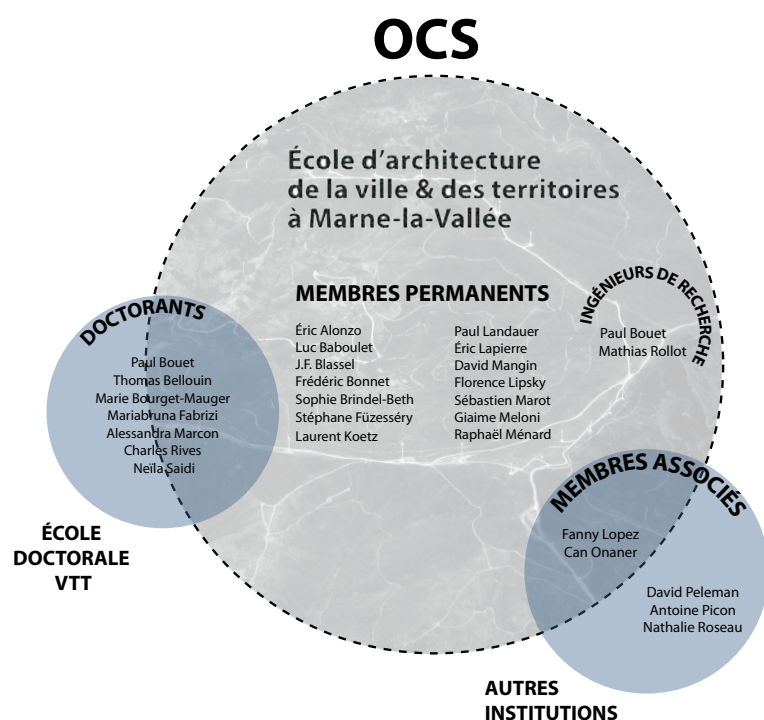 OCS
École d’architecture
de la ville & des territoires
à Marne-la-Vallée
MEMBRES PERMANENTS
Éric Alonzo
Luc Baboulet
J.F. Blassel
Frédéric Bonnet
Sophie Brindel-Beth
Stéphane Füzesséry
Laurent Koetz
Paul Landauer
Éric Lapierre
David Mangin
Florence Lipsky
Sébastien Marot
Giaime Meloni
Raphaël Ménard
INGÉNIEURS DE RECHERCHE
Paul Bouet
Mathias Rollot
DOCTORANTS
Paul Bouet
Thomas Bellouin
Marie Bourget-Mauger
Mariabruna Fabrizi
Alessandra Marcon
Charles Rives
Neïla Saidi
ÉCOLE
DOCTORALE
VTT
MEMBRES ASSOCIÉS
Fanny Lopez
Can Onaner
David Peleman
Antoine Picon
Nathalie Roseau
AUTRES
INSTITUTIONS